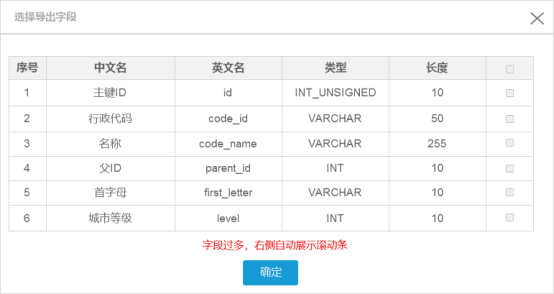 选择导出字段
序号 中文名 英文名 类型 长度
1 主键ID id INT_UNSIGNED 10
2 行政代码 code_id VARCHAR 50
3 名称 code_name VARCHAR 255
4 父ID parent_id INT 10
5 首字母 first_letter VARCHAR 10
6 城市等级 level INT 10
字段过多，右侧自动展示滚动条
确定